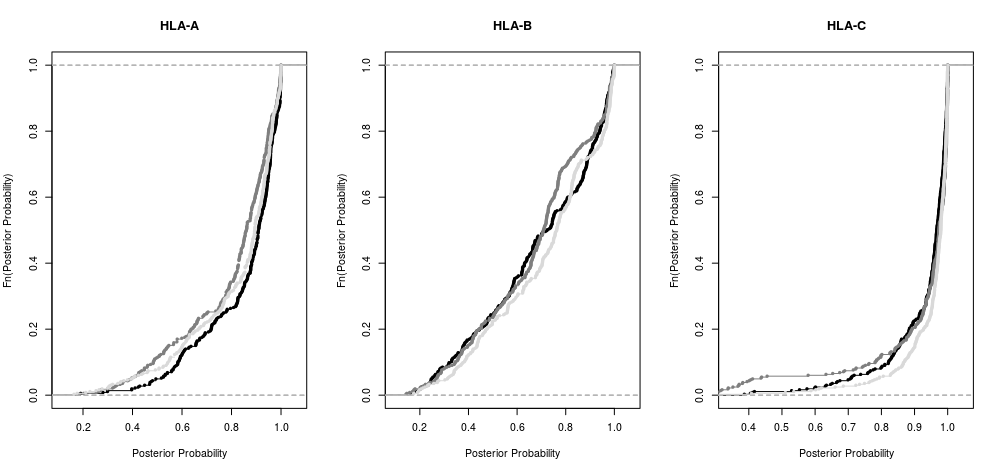 HLA-A
Fn(Posterior Probability)
1.0
0.8
0.6
0.4
0.2
0.0
0.2 0.4 0.6 0.8 1.0
Posterior Probability
HLA-B
Fn(Posterior Probability)
1.0
0.8
0.6
0.4
0.2
0.0
0.2 0.4 0.6 0.8 1.0
Posterior Probability
HLA-C
Fn(Posterior Probability)
1.0
0.8
0.6
0.4
0.2
0.0
0.4 0.5 0.6 0.7 0.8 0.9 1.0
Posterior Probability